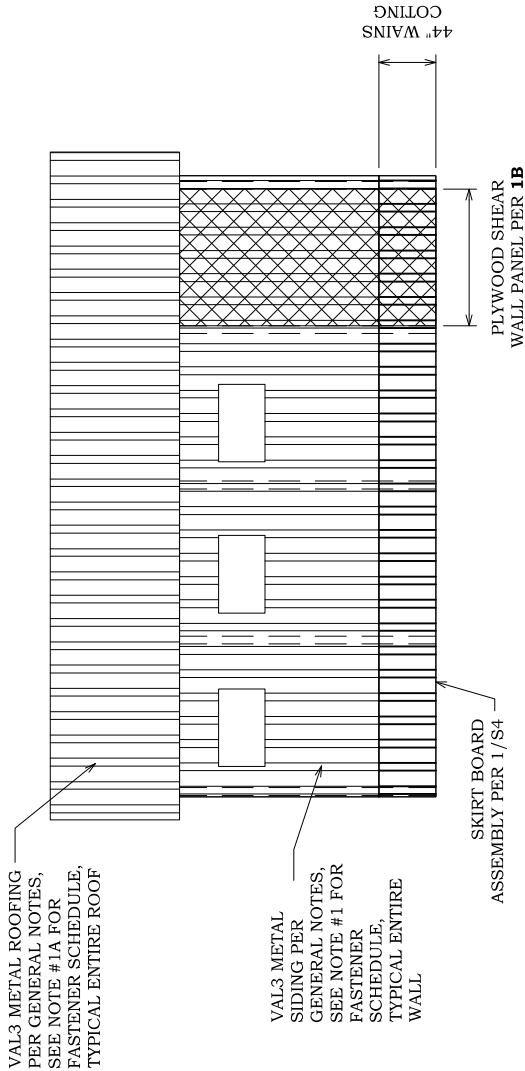 VAL3 METAL ROOFING
PER GENERAL NOTES,
SEE NOTE #1A FOR
FASTENER SCHEDULE,
TYPICAL ENTIRE ROOF
VAL3 METAL
SIDING PER
GENERAL NOTES,
SEE NOTE #1 FOR
FASTENER
SCHEDULE,
TYPICAL ENTIRE
WALL
SKIRT BOARD
ASSEMBLY PER 1/S4
PLYWOOD SHEAR
WALL PANEL PER 1B
44" WAINS
COTING